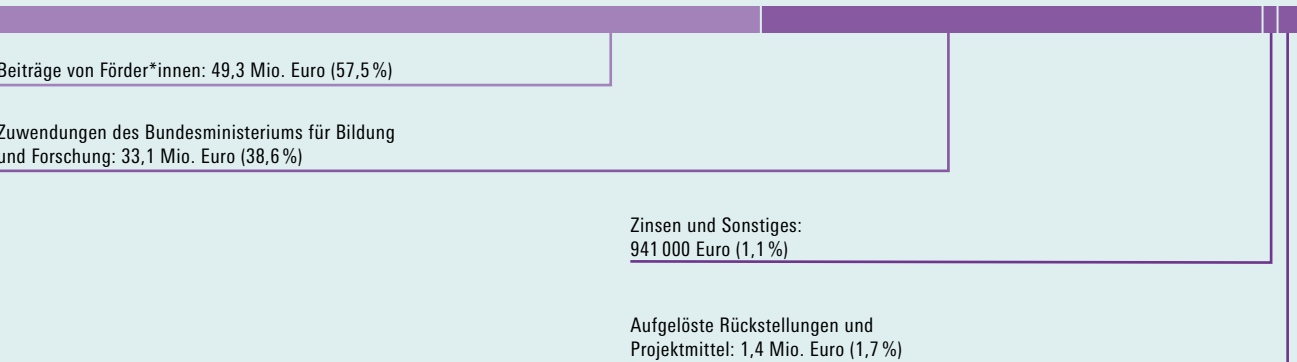 Beiträge von Förder*innen: 49,3 Mio. Euro (57,5 %)
Zuwendungen des Bundesministeriums für Bildung
und Forschung: 33,1 Mio. Euro (38,6 %)
Zinsen und Sonstiges:
941 000 Euro (1,1 %)
Aufgelöste Rückstellungen und
Projektmittel: 1,4 Mio. Euro (1,7 %)